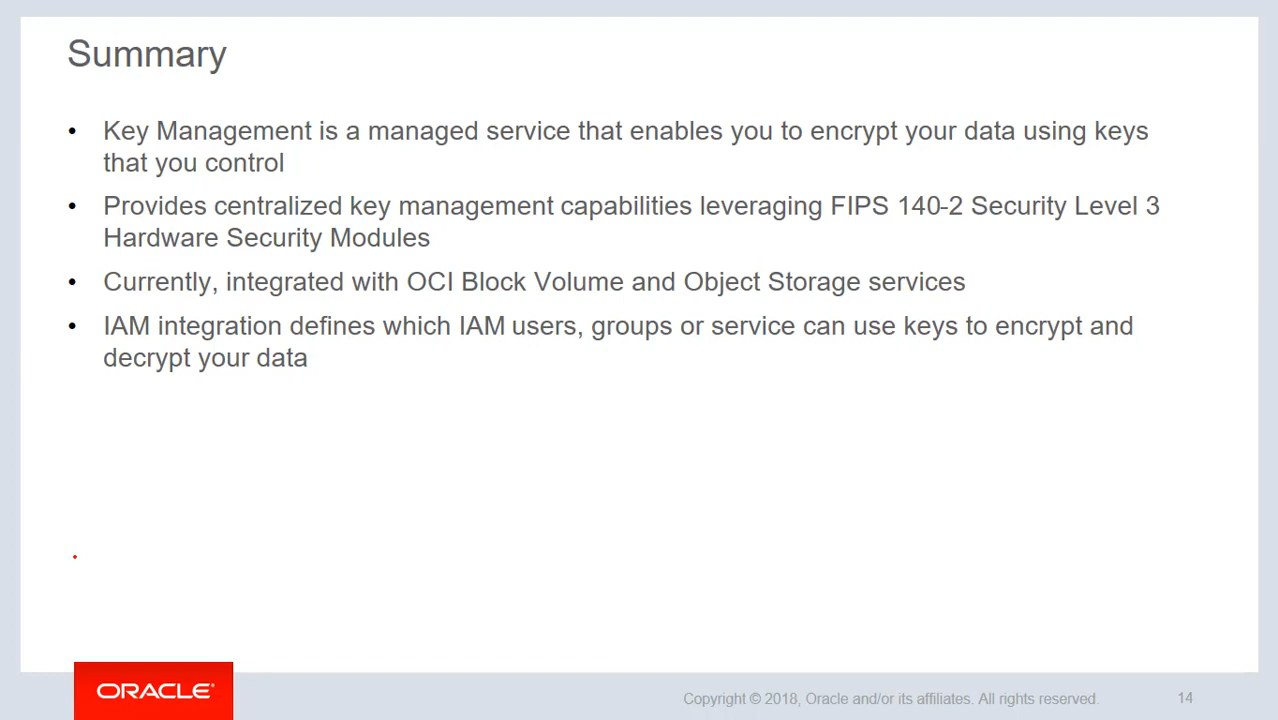 Summary
• Key Management is a managed service that enables you to encrypt your data using keys
that you control
• Provides centralized key management capabilities leveraging FIPS 140-2 Security Level 3
Hardware Security Modules
• Currently, integrated with OCI Block Volume and Object Storage services
• IAM integration defines which IAM users, groups or service can use keys to encrypt and
decrypt your data
ORACLE®
Copyright © 2018, Oracle and/or its affiliates. All rights reserved.
14